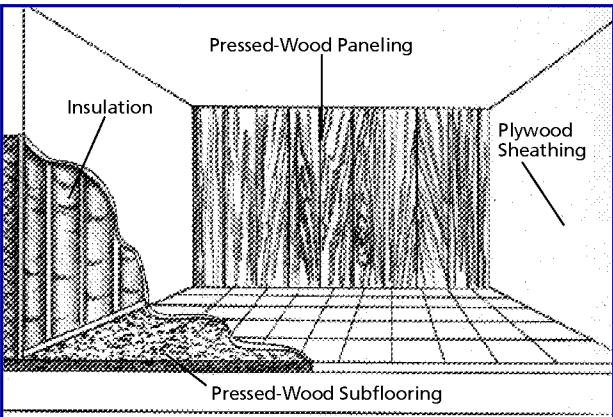 Pressed-Wood Paneling
Insulation
Plywood
Sheathing
Pressed-Wood Subflooring